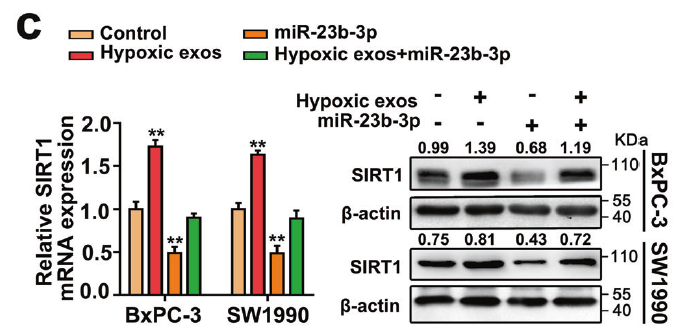 C
Control
Hypoxic exos
miR-23b-3p
Hypoxic exos+miR-23b-3p
Relative SIRT1
mRNA expression
2.0
1.5
1.0
0.5
0.0
** ** ** **
BxPC-3 SW1990
Hypoxic exos - + - +
miR-23b-3p - - + +
KDa
0.99 1.39 0.68 1.19
SIRT1 110
β-actin 55
40
BxPC-3
0.75 0.81 0.43 0.72
SIRT1 110
β-actin 55
40
SW1990